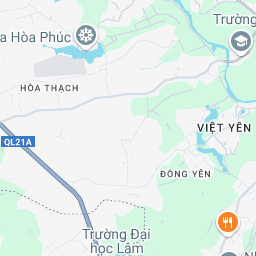 Trường
a Hòa Phúc
HÒA THẠCH
VIỆT YÊN
QL21A
ĐÔNG YÊN
Trường Đại
học Lâm